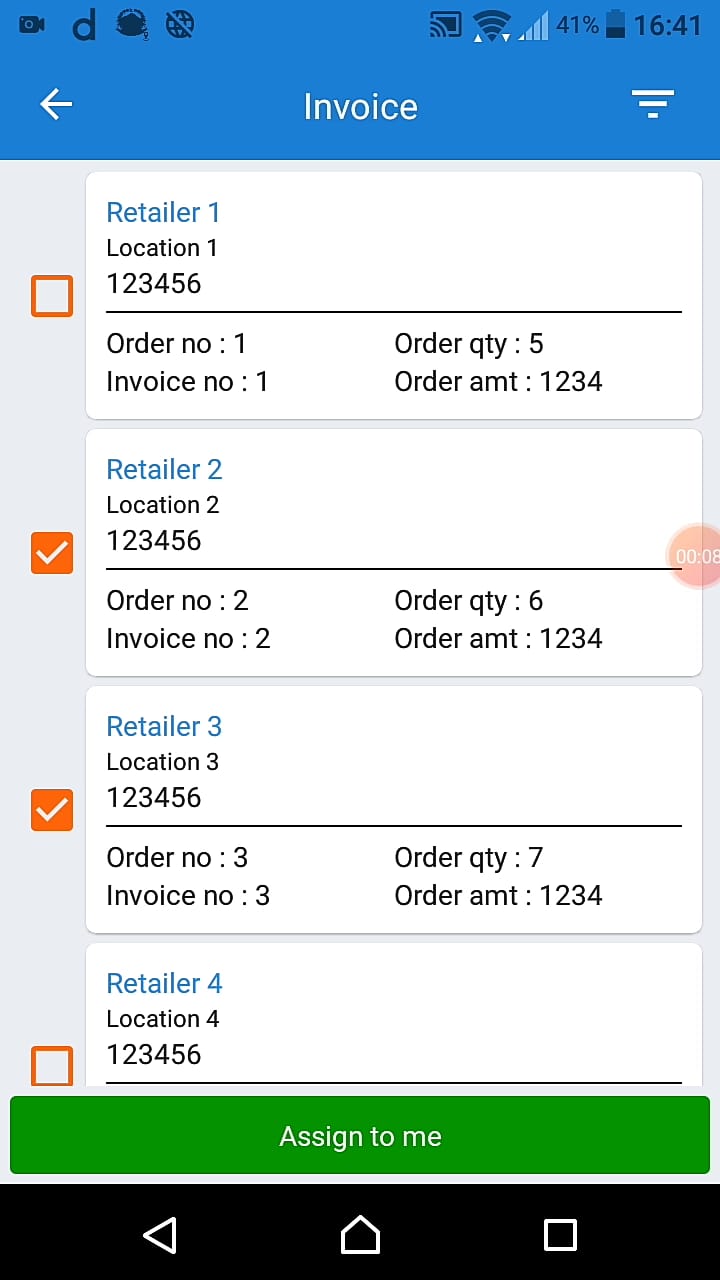 41% 16:41
Invoice
Retailer 1
Location 1
123456
Order no : 1 Order qty : 5
Invoice no : 1 Order amt : 1234
Retailer 2
Location 2
123456
00:08
Order no : 2 Order qty : 6
Invoice no : 2 Order amt : 1234
Retailer 3
Location 3
123456
Order no : 3 Order qty : 7
Invoice no : 3 Order amt : 1234
Retailer 4
Location 4
123456
Assign to me